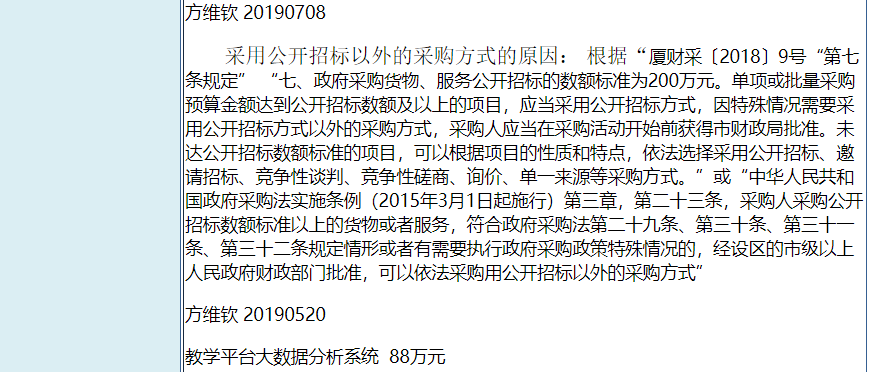 方维钦 20190708
采用公开招标以外的采购方式的原因： 根据“厦财采〔2018〕9号“第七
条规定” “七、政府采购货物、服务公开招标的数额标准为200万元。单项或批量采购
预算金额达到公开招标数额及以上的项目，应当采用公开招标方式，因特殊情况需要采
用公开招标方式以外的采购方式，采购人应当在采购活动开始前获得市财政局批准。未
达公开招标数额标准的项目，可以根据项目的性质和特点，依法选择采用公开招标、邀
请招标、竞争性谈判、竞争性磋商、询价、单一来源等采购方式。”或“中华人民共和
国政府采购法实施条例（2015年3月1日起施行）第三章，第二十三条，采购人采购公开
招标数额标准以上的货物或者服务，符合政府采购法第二十九条、第三十条、第三十一
条、第三十二条规定情形或者有需要执行政府采购政策特殊情况的，经设区的市级以上
人民政府财政部门批准，可以依法采购用公开招标以外的采购方式”
方维钦 20190520
教学平台大数据分析系统 88万元